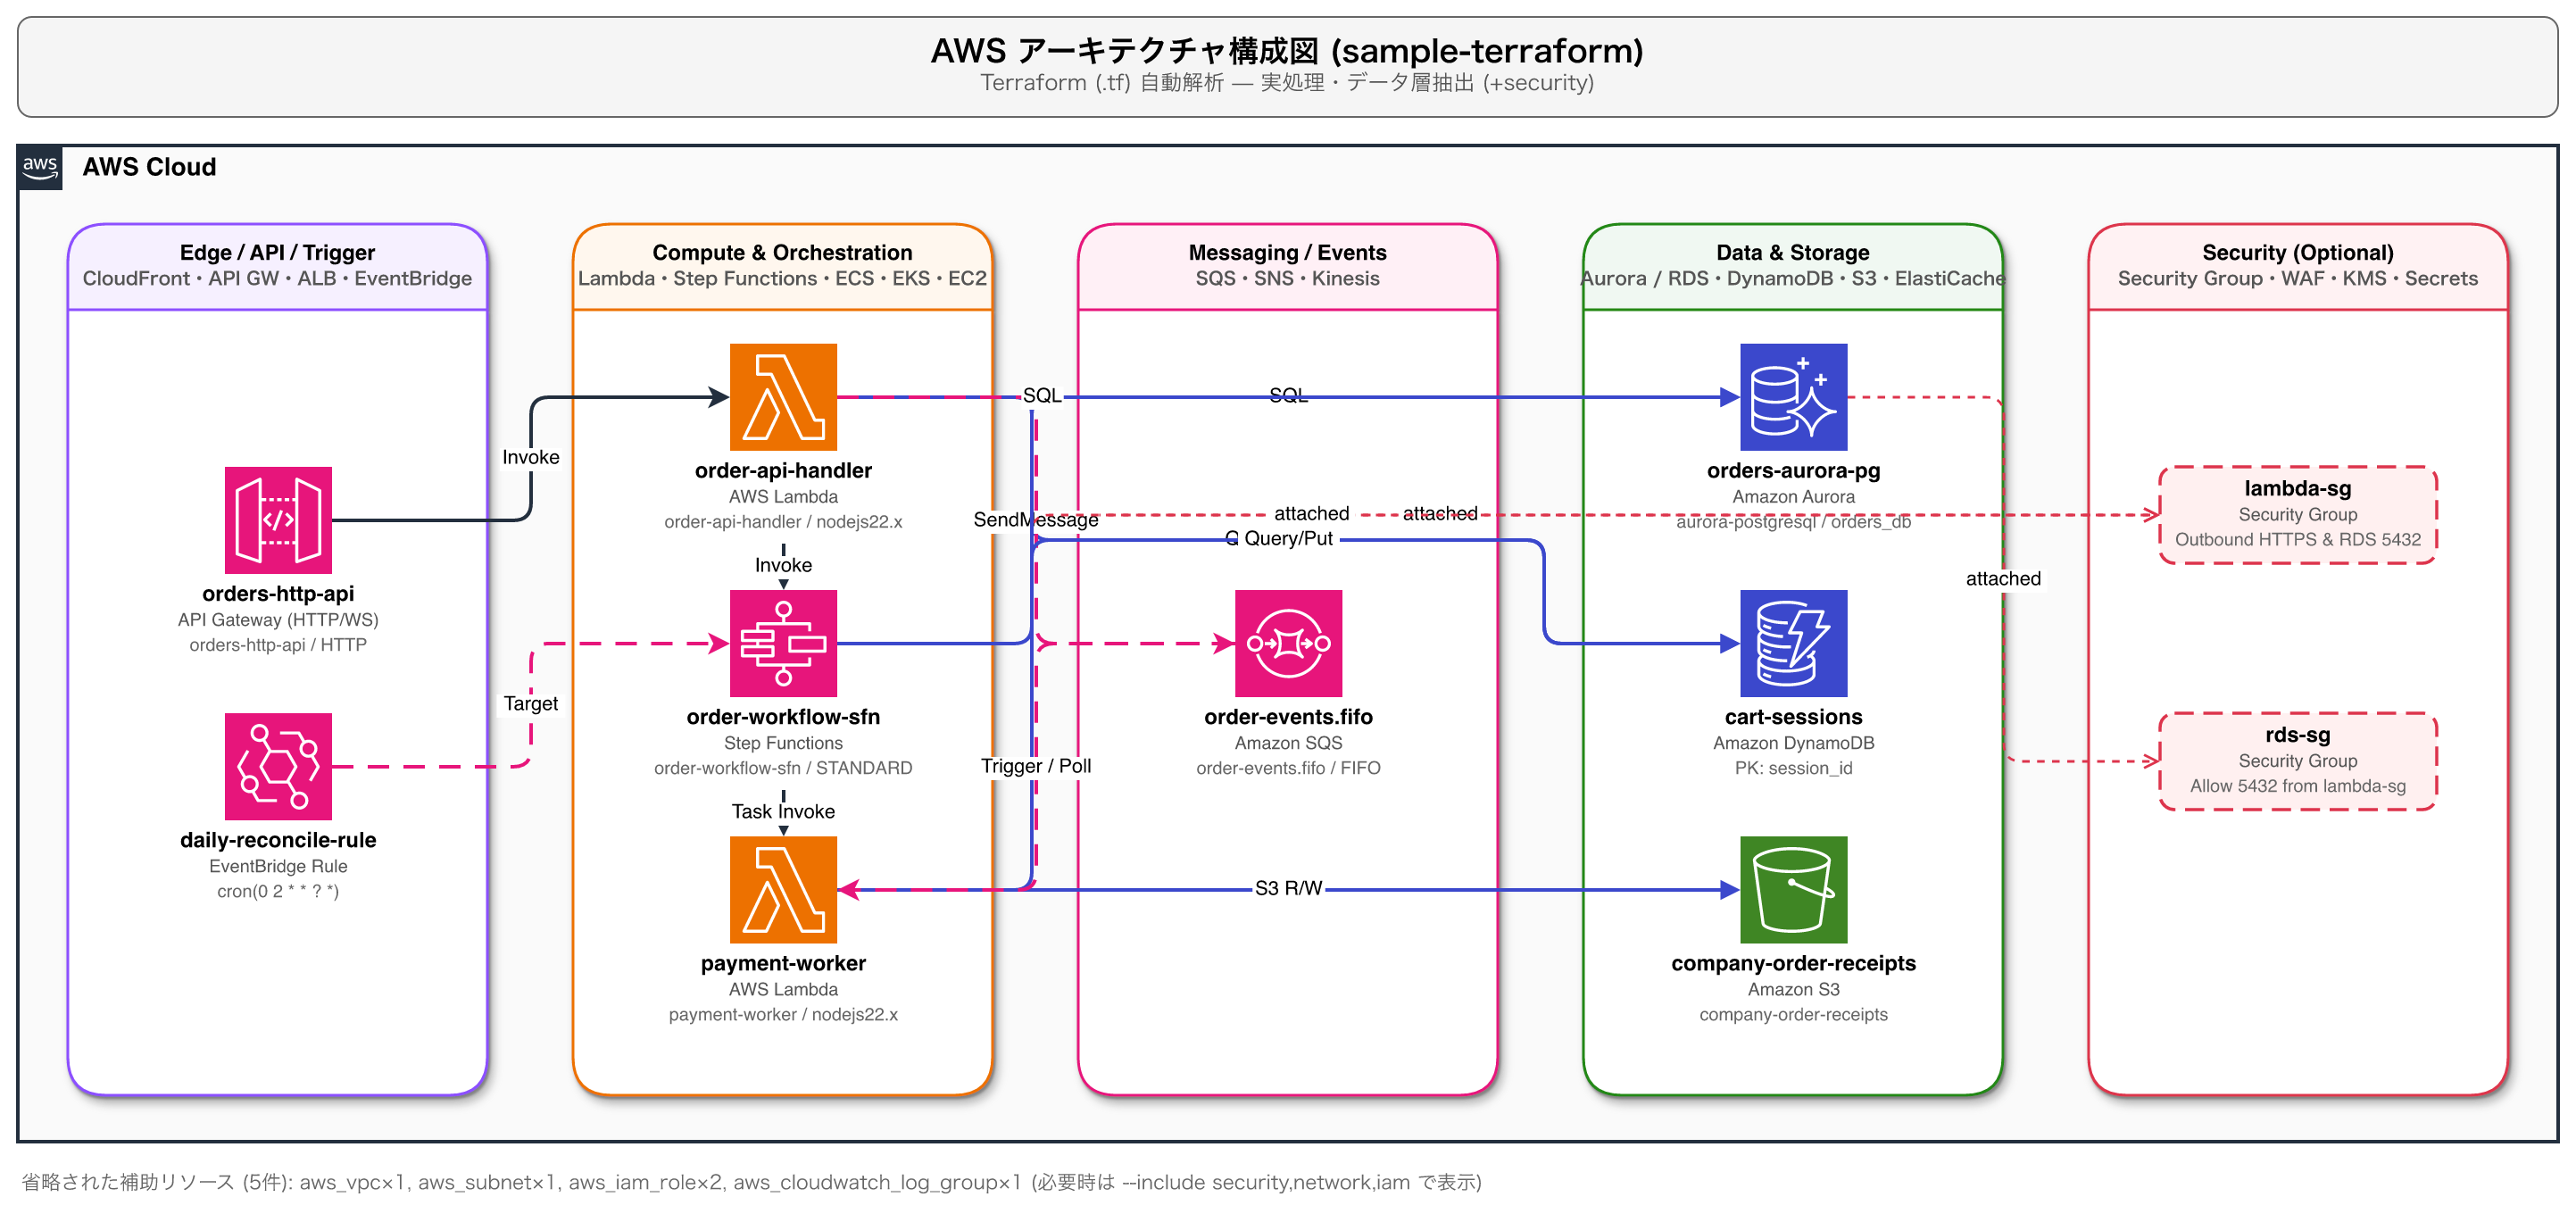 AWS アーキテクチャ構成図 (sample-terraform)
Terraform (.tf) 自動解析 — 実処理・データ層抽出 (+security)
aws
AWS Cloud
Edge / API / Trigger
CloudFront・API GW・ALB・EventBridge
orders-http-api
API Gateway (HTTP/WS)
orders-http-api / HTTP
daily-reconcile-rule
EventBridge Rule
cron(0 2 * * ? *)
Invoke
Target
Compute & Orchestration
Lambda・Step Functions・ECS・EKS・EC2
order-api-handler
AWS Lambda
order-api-handler / nodejs22.x
Invoke
order-workflow-sfn
Step Functions
order-workflow-sfn / STANDARD
Task Invoke
payment-worker
AWS Lambda
payment-worker / nodejs22.x
SQL
SendMessage
Trigger / Poll
Messaging / Events
SQS・SNS・Kinesis
SQL
attached
attached
Q Query/Put
order-events.fifo
Amazon SQS
order-events.fifo / FIFO
S3 R/W
Data & Storage
Aurora / RDS・DynamoDB・S3・ElastiCache
orders-aurora-pg
Amazon Aurora
aurora-postgresql / orders_db
cart-sessions
Amazon DynamoDB
PK: session_id
company-order-receipts
Amazon S3
company-order-receipts
attached
Security (Optional)
Security Group・WAF・KMS・Secrets
lambda-sg
Security Group
Outbound HTTPS & RDS 5432
rds-sg
Security Group
Allow 5432 from lambda-sg
省略された補助リソース (5件): aws_vpc×1, aws_subnet×1, aws_iam_role×2, aws_cloudwatch_log_group×1 (必要時は --include security,network,iam で表示)